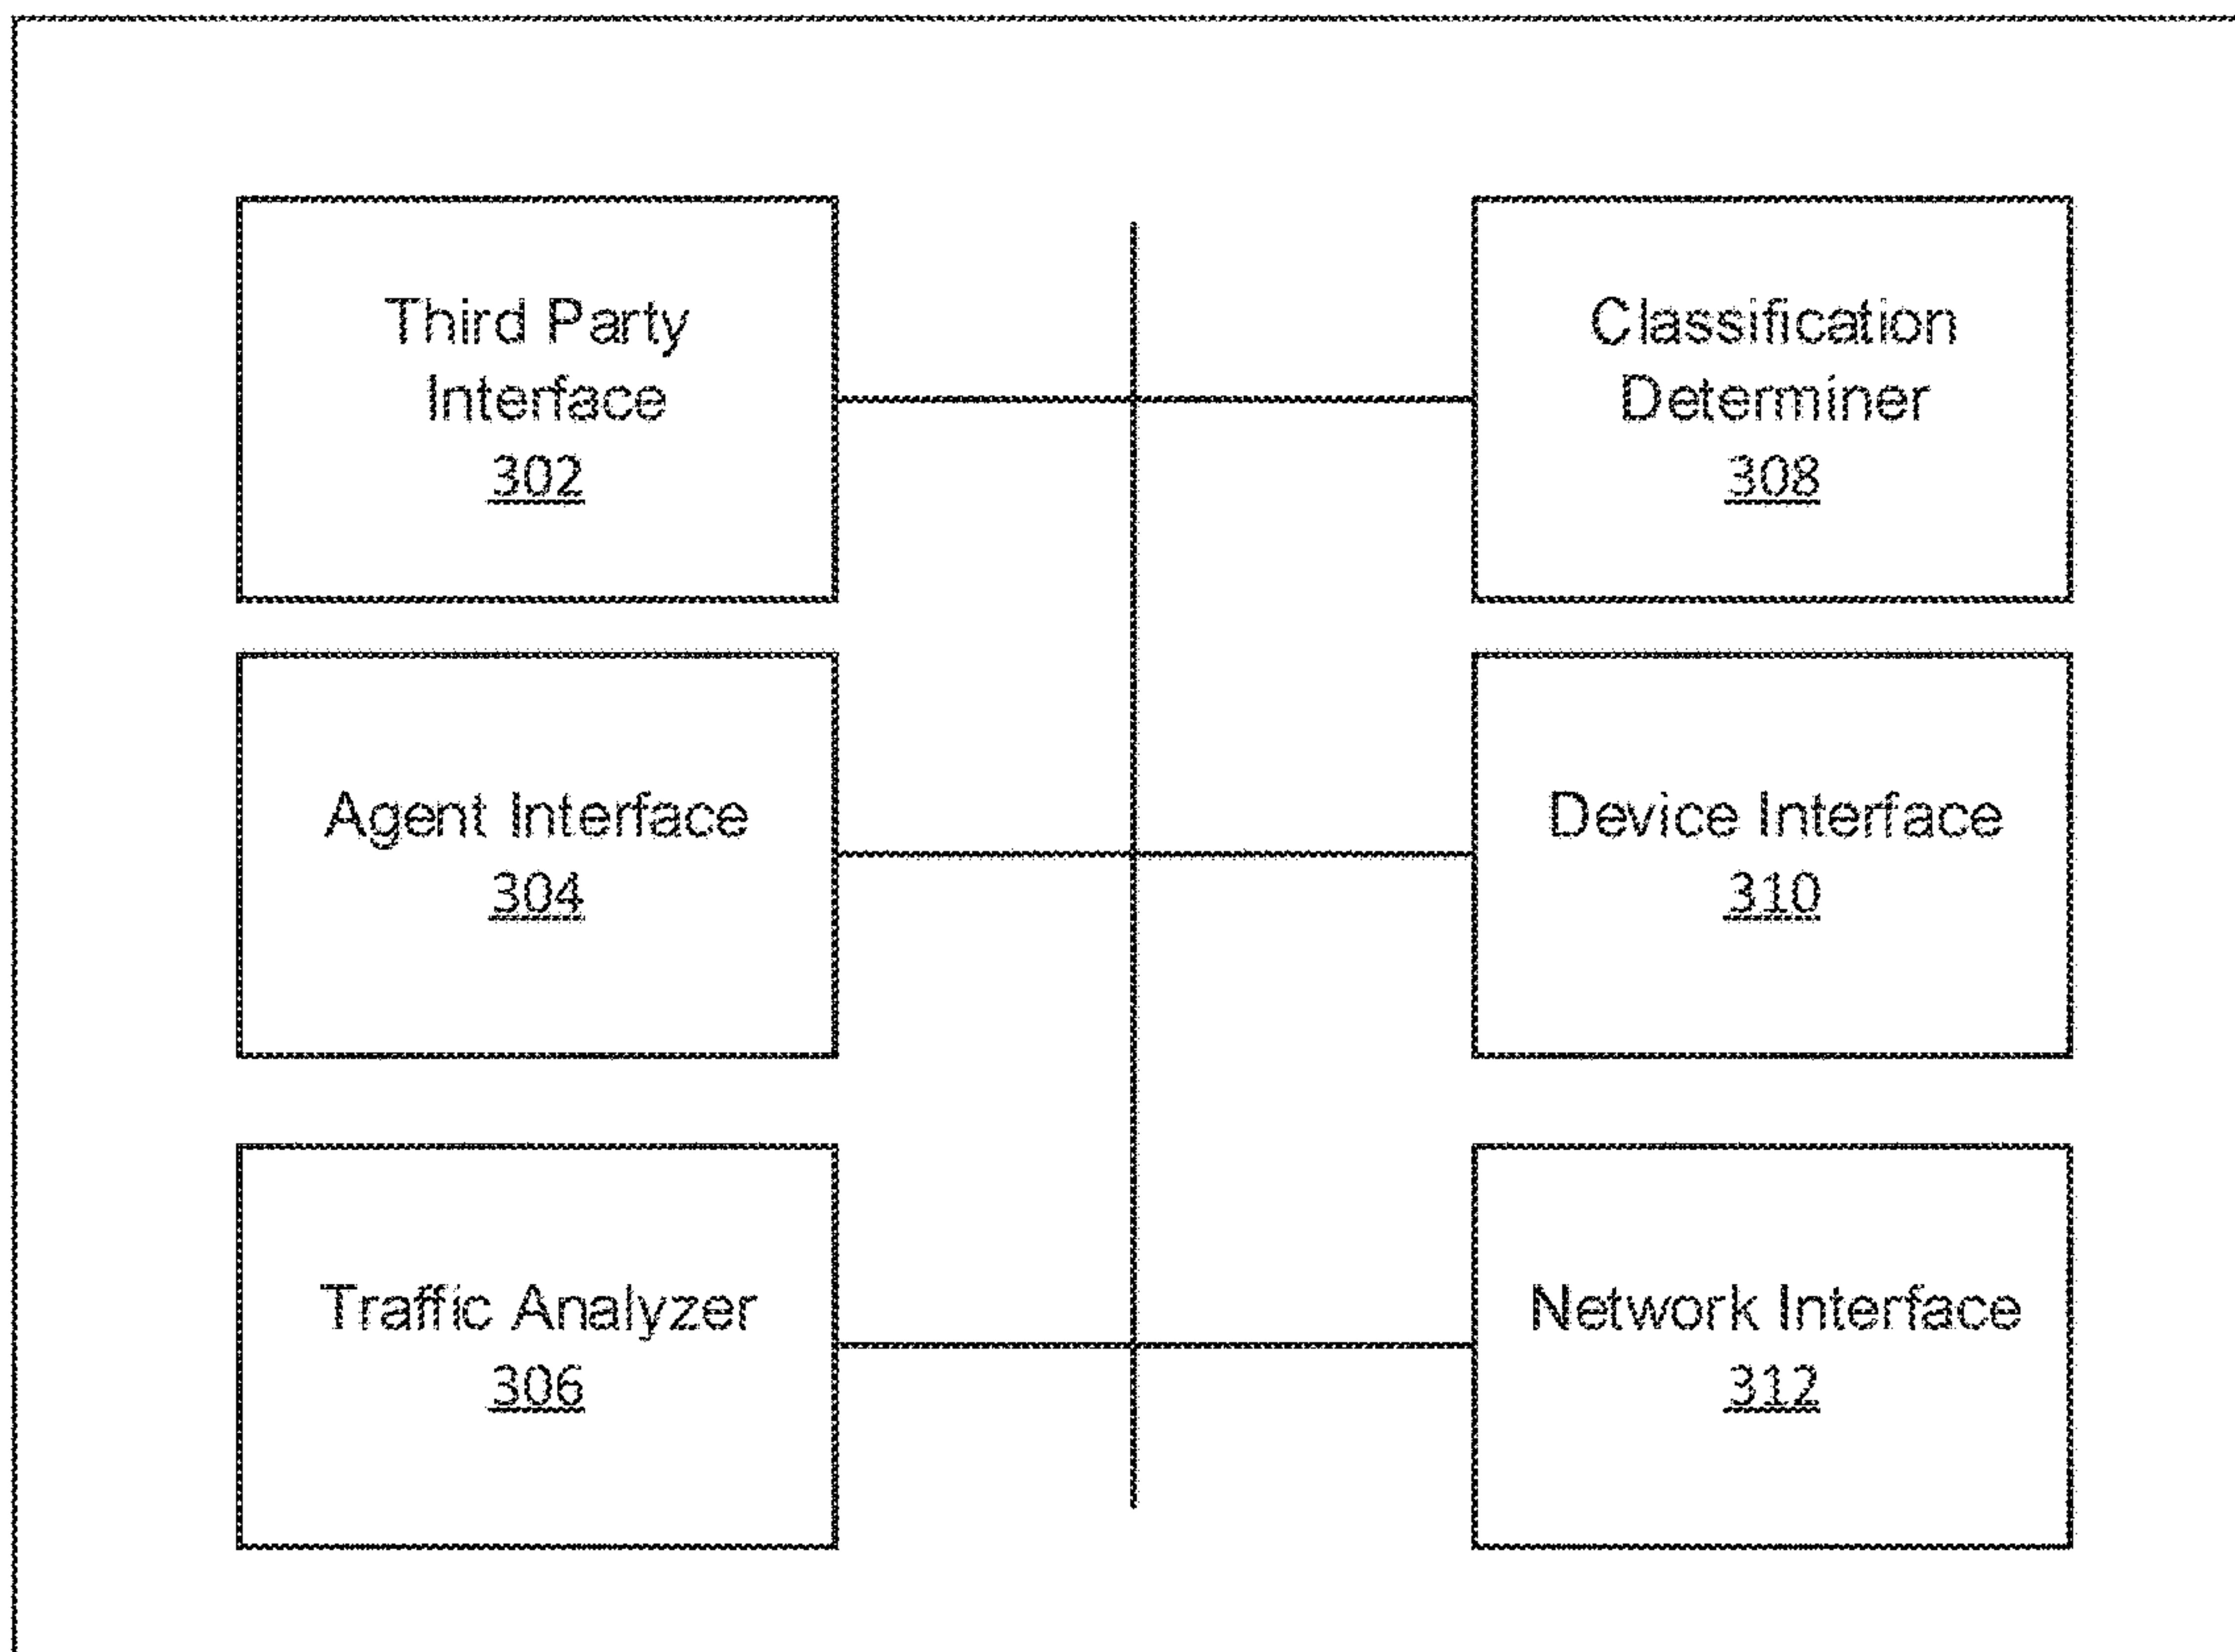 Third Party
Interface
302
Classification
Determiner
308
Agent Interface
304
Device Interface
310
Traffic Analyzer
306
Network Interface
312